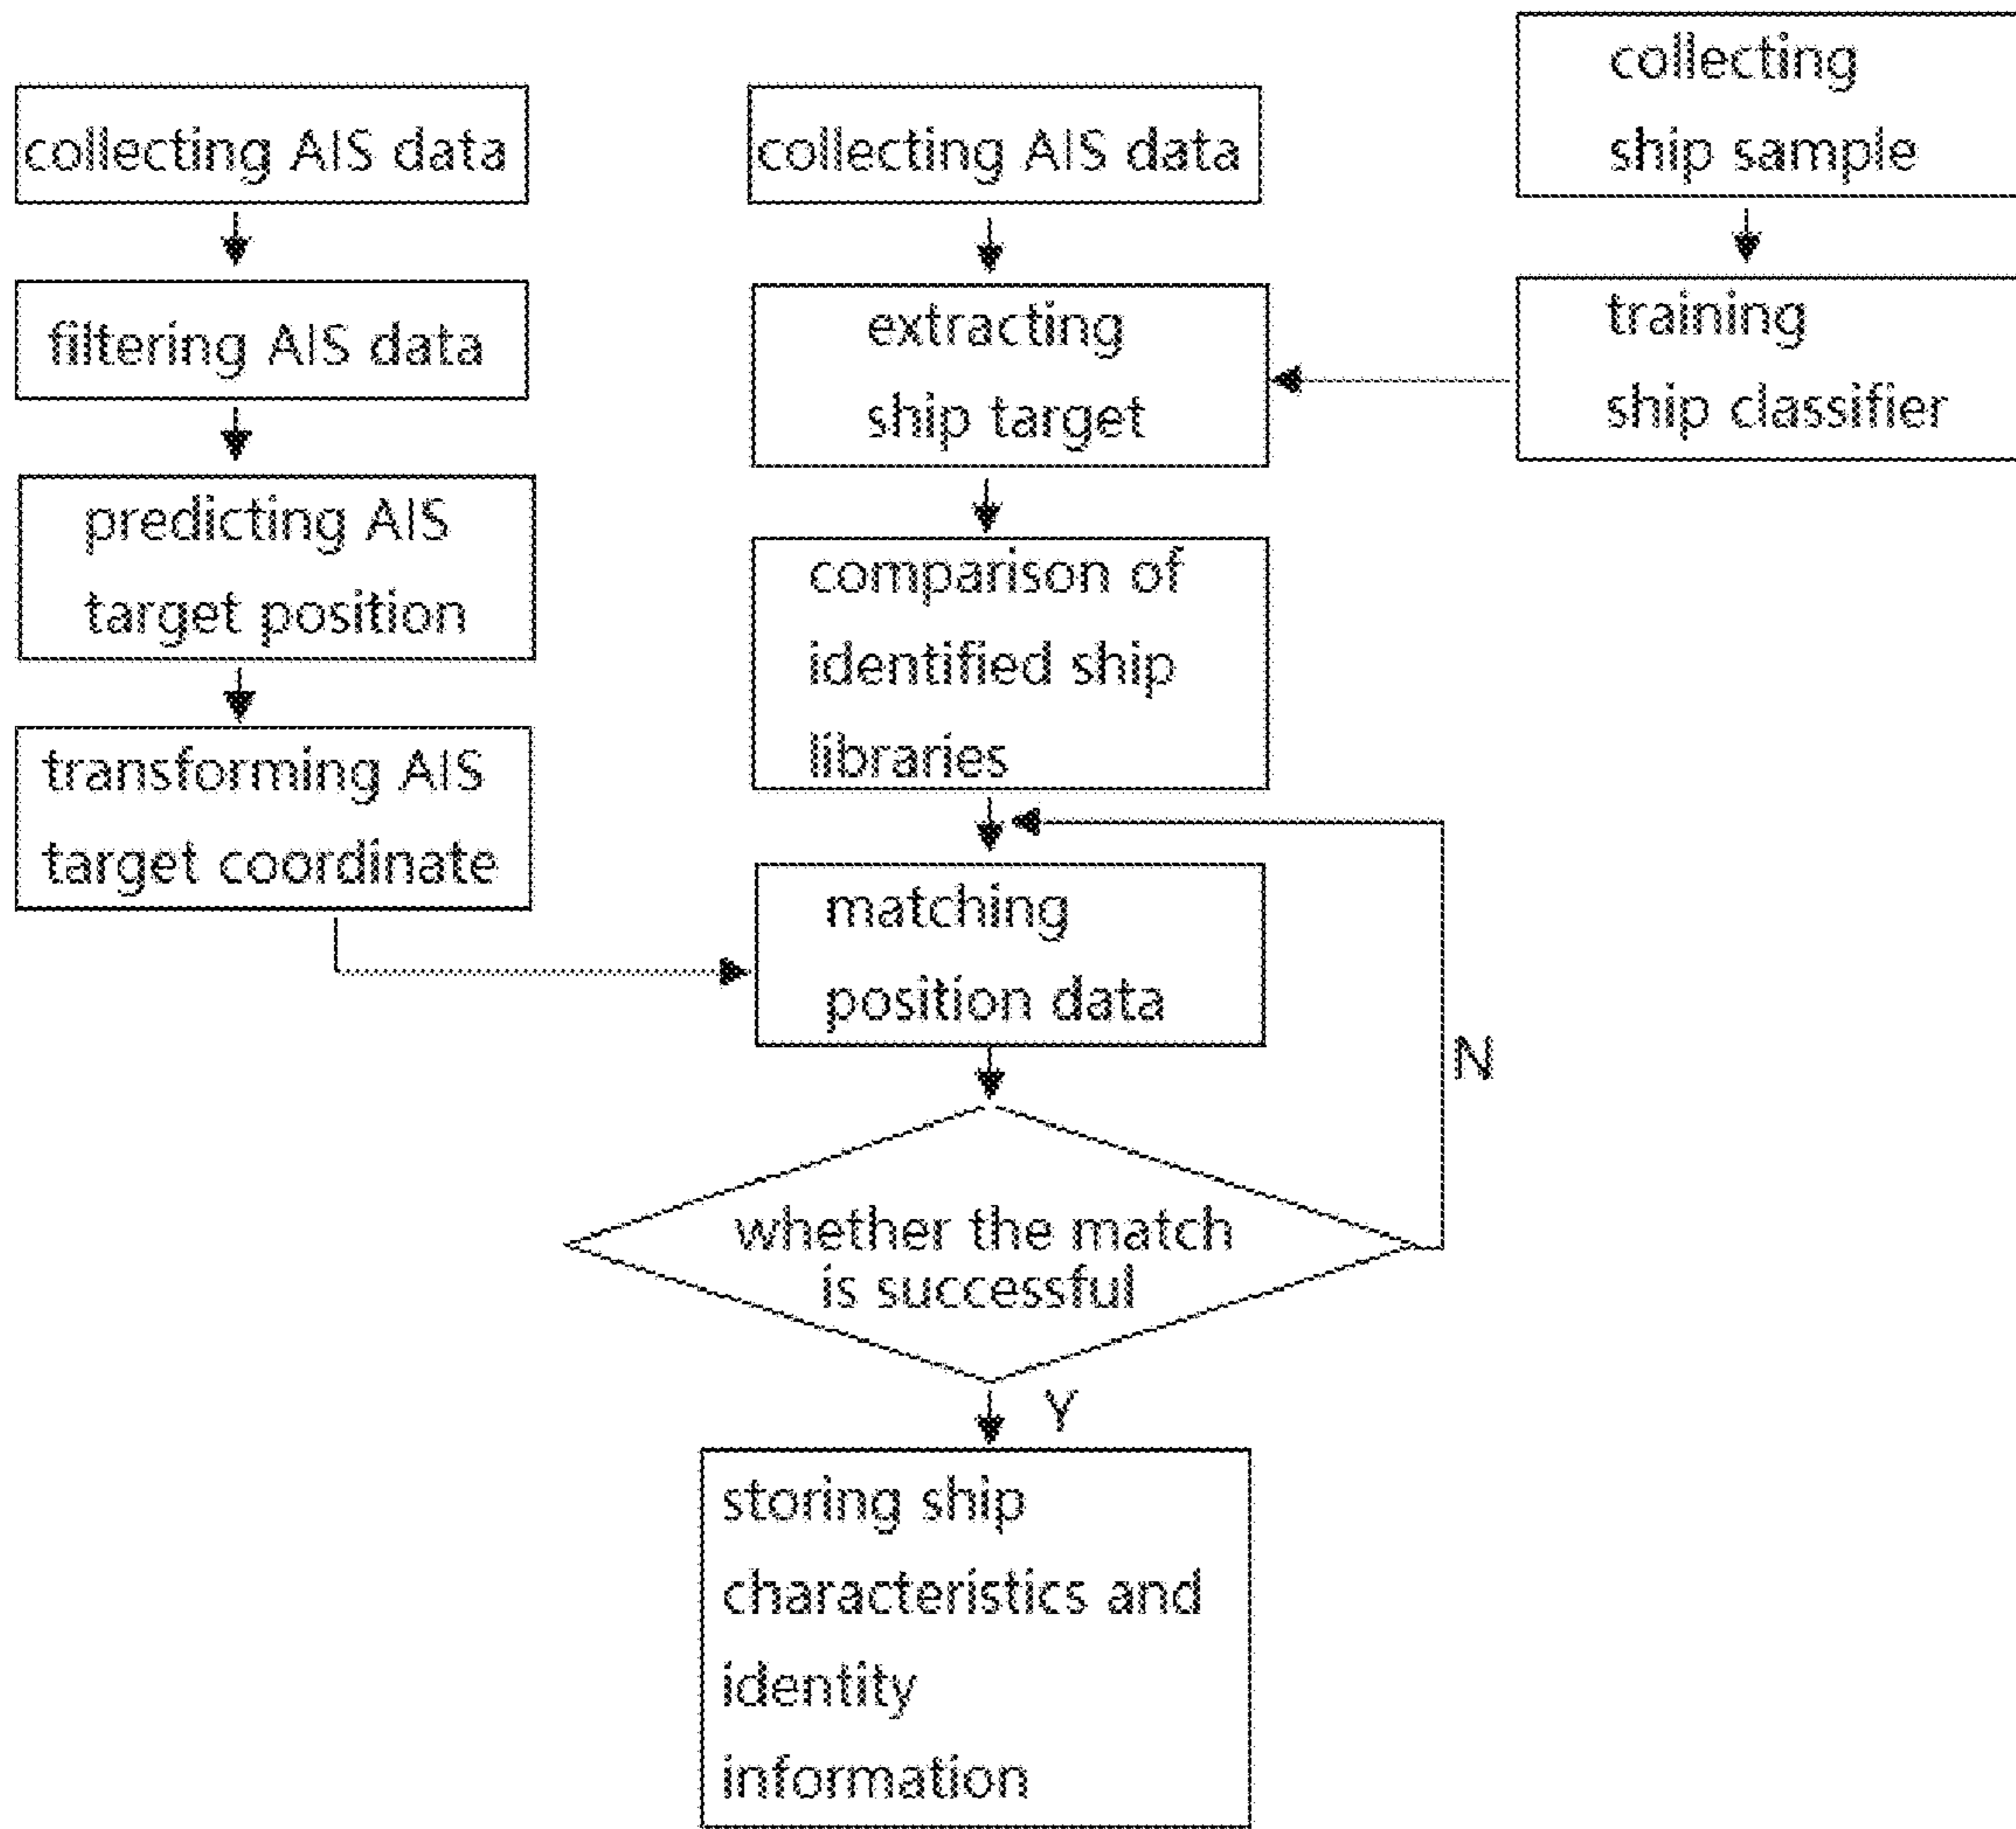 collecting AIS data
filtering AIS data
predicting AIS
target position
transforming AIS
target coordinate
collecting AIS data
extracting
ship target
comparison of
identified ship
libraries
matching
position data
whether the match
is successful
N
Y
storing ship
characteristics and
identity
information
collecting
ship sample
training
ship classifier